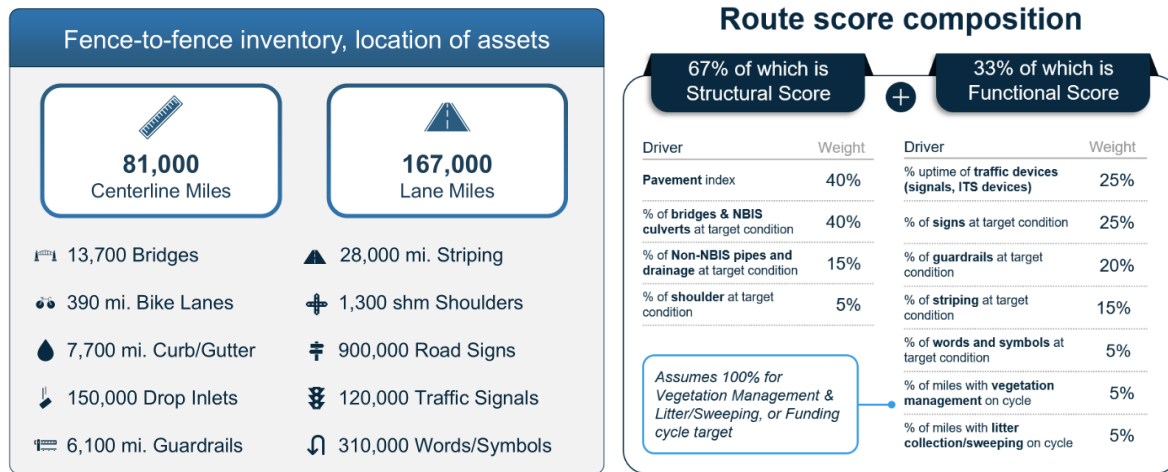 Fence-to-fence inventory, location of assets
81,000
Centerline Miles
167,000
Lane Miles
13,700 Bridges
28,000 mi. Striping
390 mi. Bike Lanes
1,300 shm Shoulders
7,700 mi. Curb/Gutter
900,000 Road Signs
150,000 Drop Inlets
120,000 Traffic Signals
6,100 mi. Guardrails
310,000 Words/Symbols
Route score composition
67% of which is
Structural Score
+
33% of which is
Functional Score
Driver Weight
Pavement index 40%
% of bridges & NBIS
culverts at target condition 40%
% of Non-NBIS pipes and
drainage at target condition 15%
% of shoulder at target
condition 5%
Assumes 100% for
Vegetation Management &
Litter/Sweeping, or Funding
cycle target
Driver Weight
% uptime of traffic devices
(signals, ITS devices) 25%
% of signs at target condition 25%
% of guardrails at target
condition 20%
% of striping at target
condition 15%
% of words and symbols at
target condition 5%
% of miles with vegetation
management on cycle 5%
% of miles with litter
collection/sweeping on cycle 5%